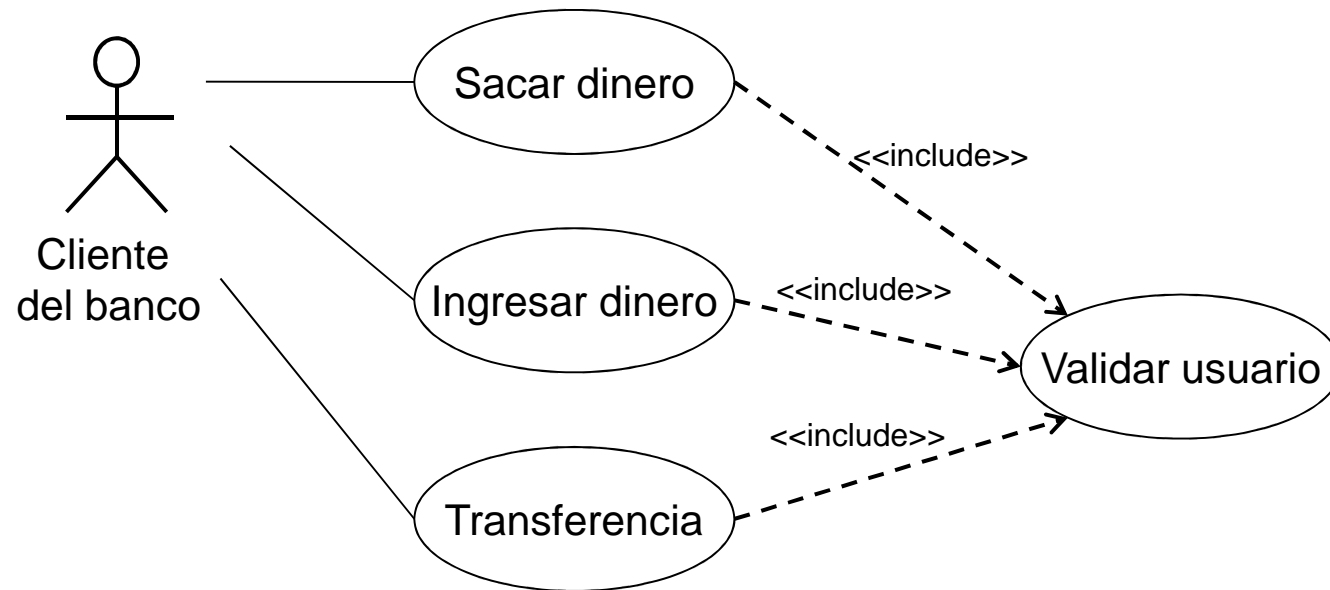 Sacar dinero
<<include>>
Cliente
del banco
Ingresar dinero
<<include>>
Validar usuario
<<include>>
Transferencia